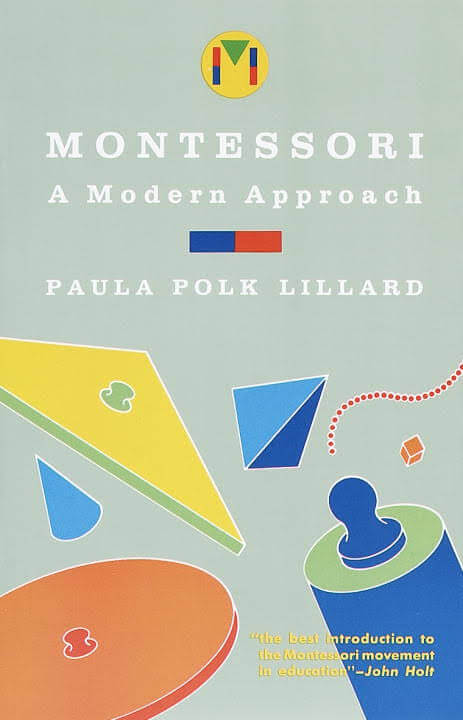 M
MONTESSORI
A Modern Approach
PAULA POLK LILLARD
"the best introduction to
the Montessori movement
in education"–John Holt